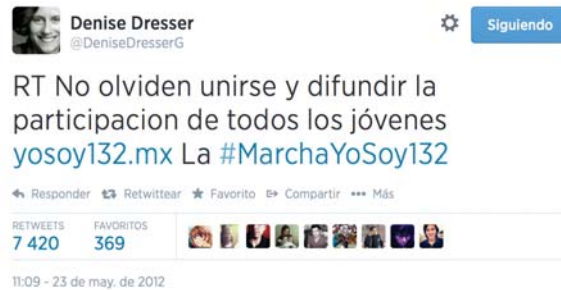 Denise Dresser
@DeniseDresserG
Siguiendo
RT No olviden unirse y difundir la
participacion de todos los jóvenes
yosoy132.mx La #MarchaYoSoy132
Responder Retwittear Favorito Compartir Más
RETWEETS FAVORITOS
7 420 369
11:09 - 23 de may. de 2012